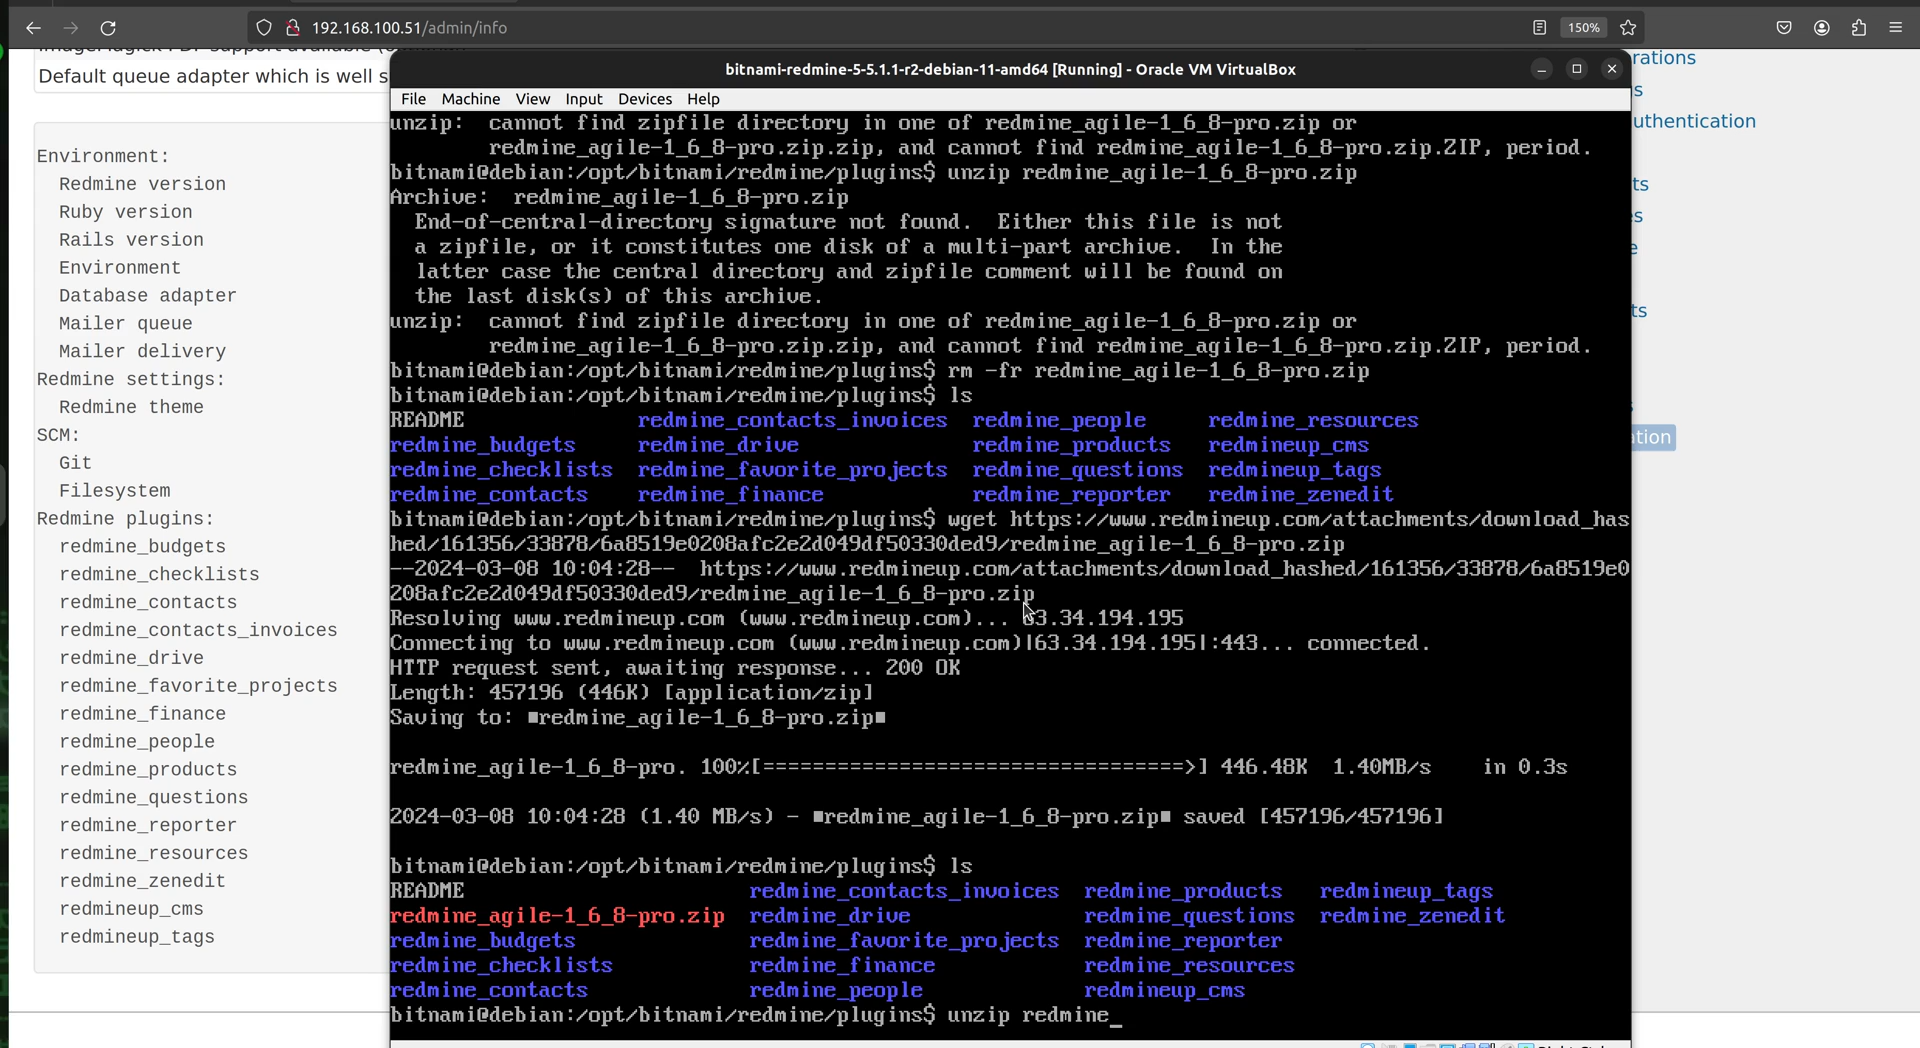 192.168.100.51/admin/info
150%
Default queue adapter which is well s
bitnami-redmine-5-5.1.1-r2-debian-11-amd64 [Running] - Oracle VM VirtualBox
File Machine View Input Devices Help
rations
s
uthentication
ts
es
e
ts
s
ation
Environment:
Redmine version
Ruby version
Rails version
Environment
Database adapter
Mailer queue
Mailer delivery
Redmine settings:
Redmine theme
SCM:
Git
Filesystem
Redmine plugins:
redmine_budgets
redmine_checklists
redmine_contacts
redmine_contacts_invoices
redmine_drive
redmine_favorite_projects
redmine_finance
redmine_people
redmine_products
redmine_questions
redmine_reporter
redmine_resources
redmine_zenedit
redmineup_cms
redmineup_tags
unzip:  cannot find zipfile directory in one of redmine_agile-1_6_8-pro.zip or
        redmine_agile-1_6_8-pro.zip.zip, and cannot find redmine_agile-1_6_8-pro.zip.ZIP, period.
bitnami@debian:/opt/bitnami/redmine/plugins$ unzip redmine_agile-1_6_8-pro.zip
Archive:  redmine_agile-1_6_8-pro.zip
  End-of-central-directory signature not found.  Either this file is not
  a zipfile, or it constitutes one disk of a multi-part archive.  In the
  latter case the central directory and zipfile comment will be found on
  the last disk(s) of this archive.
unzip:  cannot find zipfile directory in one of redmine_agile-1_6_8-pro.zip or
        redmine_agile-1_6_8-pro.zip.zip, and cannot find redmine_agile-1_6_8-pro.zip.ZIP, period.
bitnami@debian:/opt/bitnami/redmine/plugins$ rm -fr redmine_agile-1_6_8-pro.zip
bitnami@debian:/opt/bitnami/redmine/plugins$ ls
README redmine_contacts_invoices redmine_people redmine_resources
redmine_budgets redmine_drive redmine_products redmineup_cms
redmine_checklists redmine_favorite_projects redmine_questions redmineup_tags
redmine_contacts redmine_finance redmine_reporter redmine_zenedit
bitnami@debian:/opt/bitnami/redmine/plugins$ wget https://www.redmineup.com/attachments/download_has
hed/161356/33878/6a8519e0208afc2e2d049df50330ded9/redmine_agile-1_6_8-pro.zip
--2024-03-08 10:04:28--  https://www.redmineup.com/attachments/download_hashed/161356/33878/6a8519e0
208afc2e2d049df50330ded9/redmine_agile-1_6_8-pro.zip
Resolving www.redmineup.com (www.redmineup.com)... 63.34.194.195
Connecting to www.redmineup.com (www.redmineup.com)|63.34.194.195|:443... connected.
HTTP request sent, awaiting response... 200 OK
Length: 457196 (446K) [application/zip]
Saving to: ■redmine_agile-1_6_8-pro.zip■
redmine_agile-1_6_8-pro. 100%[==================================>] 446.48K  1.40MB/s    in 0.3s
2024-03-08 10:04:28 (1.40 MB/s) - ■redmine_agile-1_6_8-pro.zip■ saved [457196/457196]
bitnami@debian:/opt/bitnami/redmine/plugins$ ls
README redmine_contacts_invoices redmine_products redmineup_tags
redmine_agile-1_6_8-pro.zip redmine_drive redmine_questions redmine_zenedit
redmine_budgets redmine_favorite_projects redmine_reporter
redmine_checklists redmine_finance redmine_resources
redmine_contacts redmine_people redmineup_cms
bitnami@debian:/opt/bitnami/redmine/plugins$ unzip redmine_